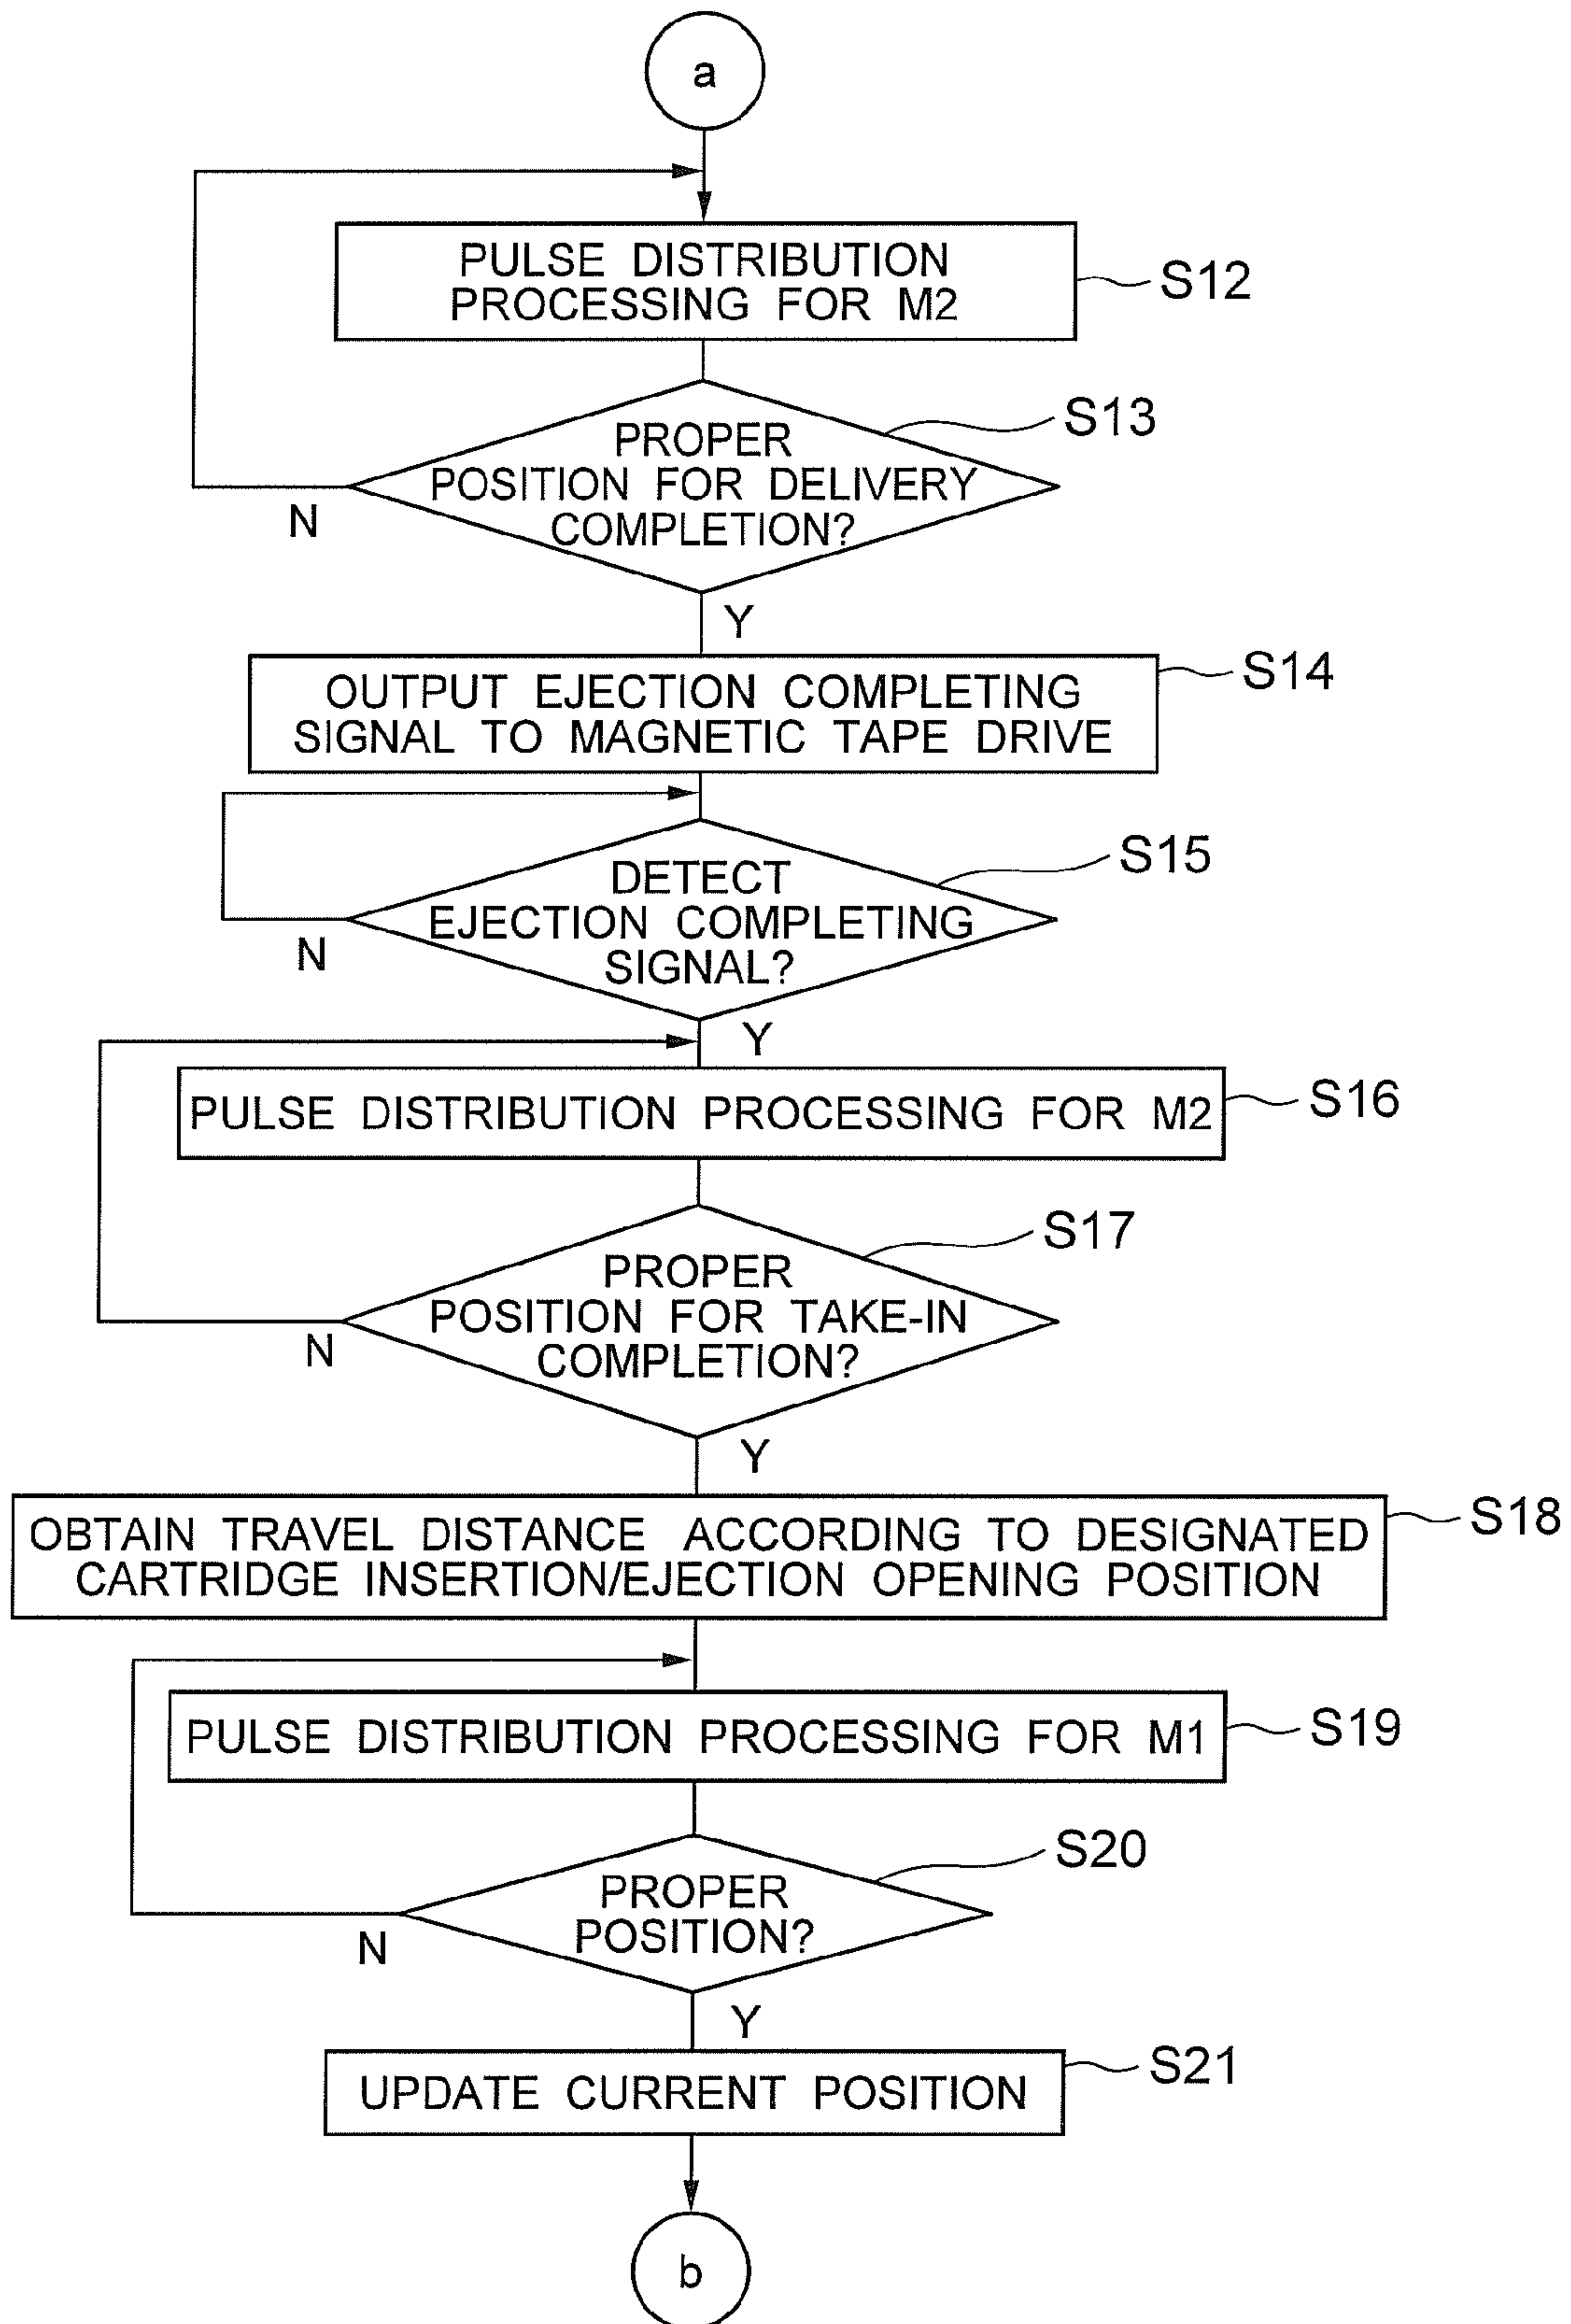 a
PULSE DISTRIBUTION
PROCESSING FOR M2
S12
PROPER
POSITION FOR DELIVERY
COMPLETION?
S13
N
Y
OUTPUT EJECTION COMPLETING
SIGNAL TO MAGNETIC TAPE DRIVE
S14
DETECT
EJECTION COMPLETING
SIGNAL?
S15
N
Y
PULSE DISTRIBUTION PROCESSING FOR M2
S16
PROPER
POSITION FOR TAKE-IN
COMPLETION?
S17
N
Y
OBTAIN TRAVEL DISTANCE ACCORDING TO DESIGNATED
CARTRIDGE INSERTION/EJECTION OPENING POSITION
S18
PULSE DISTRIBUTION PROCESSING FOR M1
S19
PROPER
POSITION?
S20
N
Y
UPDATE CURRENT POSITION
S21
b